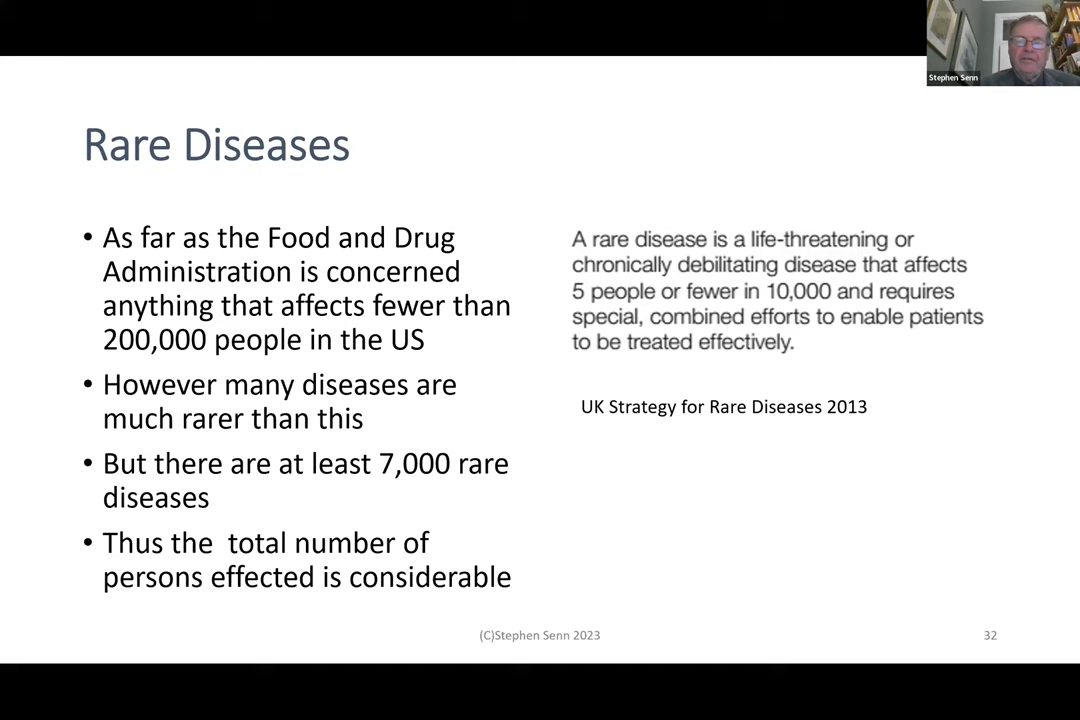 Stephen Senn
Rare Diseases
• As far as the Food and Drug
Administration is concerned
anything that affects fewer than
200,000 people in the US
• However many diseases are
much rarer than this
• But there are at least 7,000 rare
diseases
• Thus the  total number of
persons effected is considerable
A rare disease is a life-threatening or
chronically debilitating disease that affects
5 people or fewer in 10,000 and requires
special, combined efforts to enable patients
to be treated effectively.
UK Strategy for Rare Diseases 2013
(C)Stephen Senn 2023
32